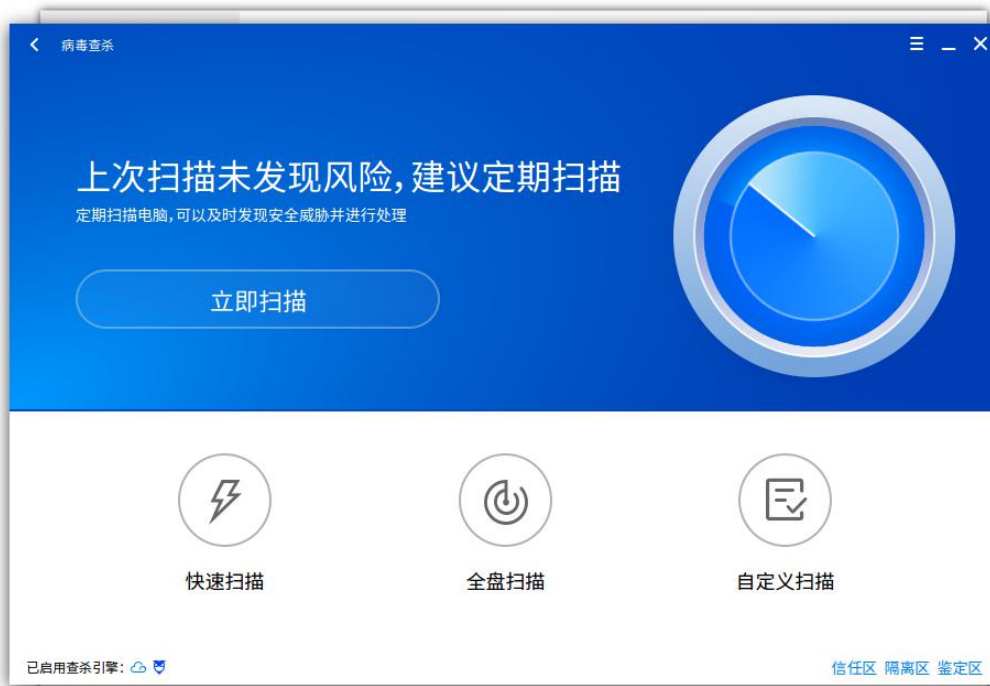 病毒查杀
上次扫描未发现风险,建议定期扫描
定期扫描电脑,可以及时发现安全威胁并进行处理
立即扫描
快速扫描
全盘扫描
自定义扫描
已启用查杀引擎:
信任区 隔离区 鉴定区